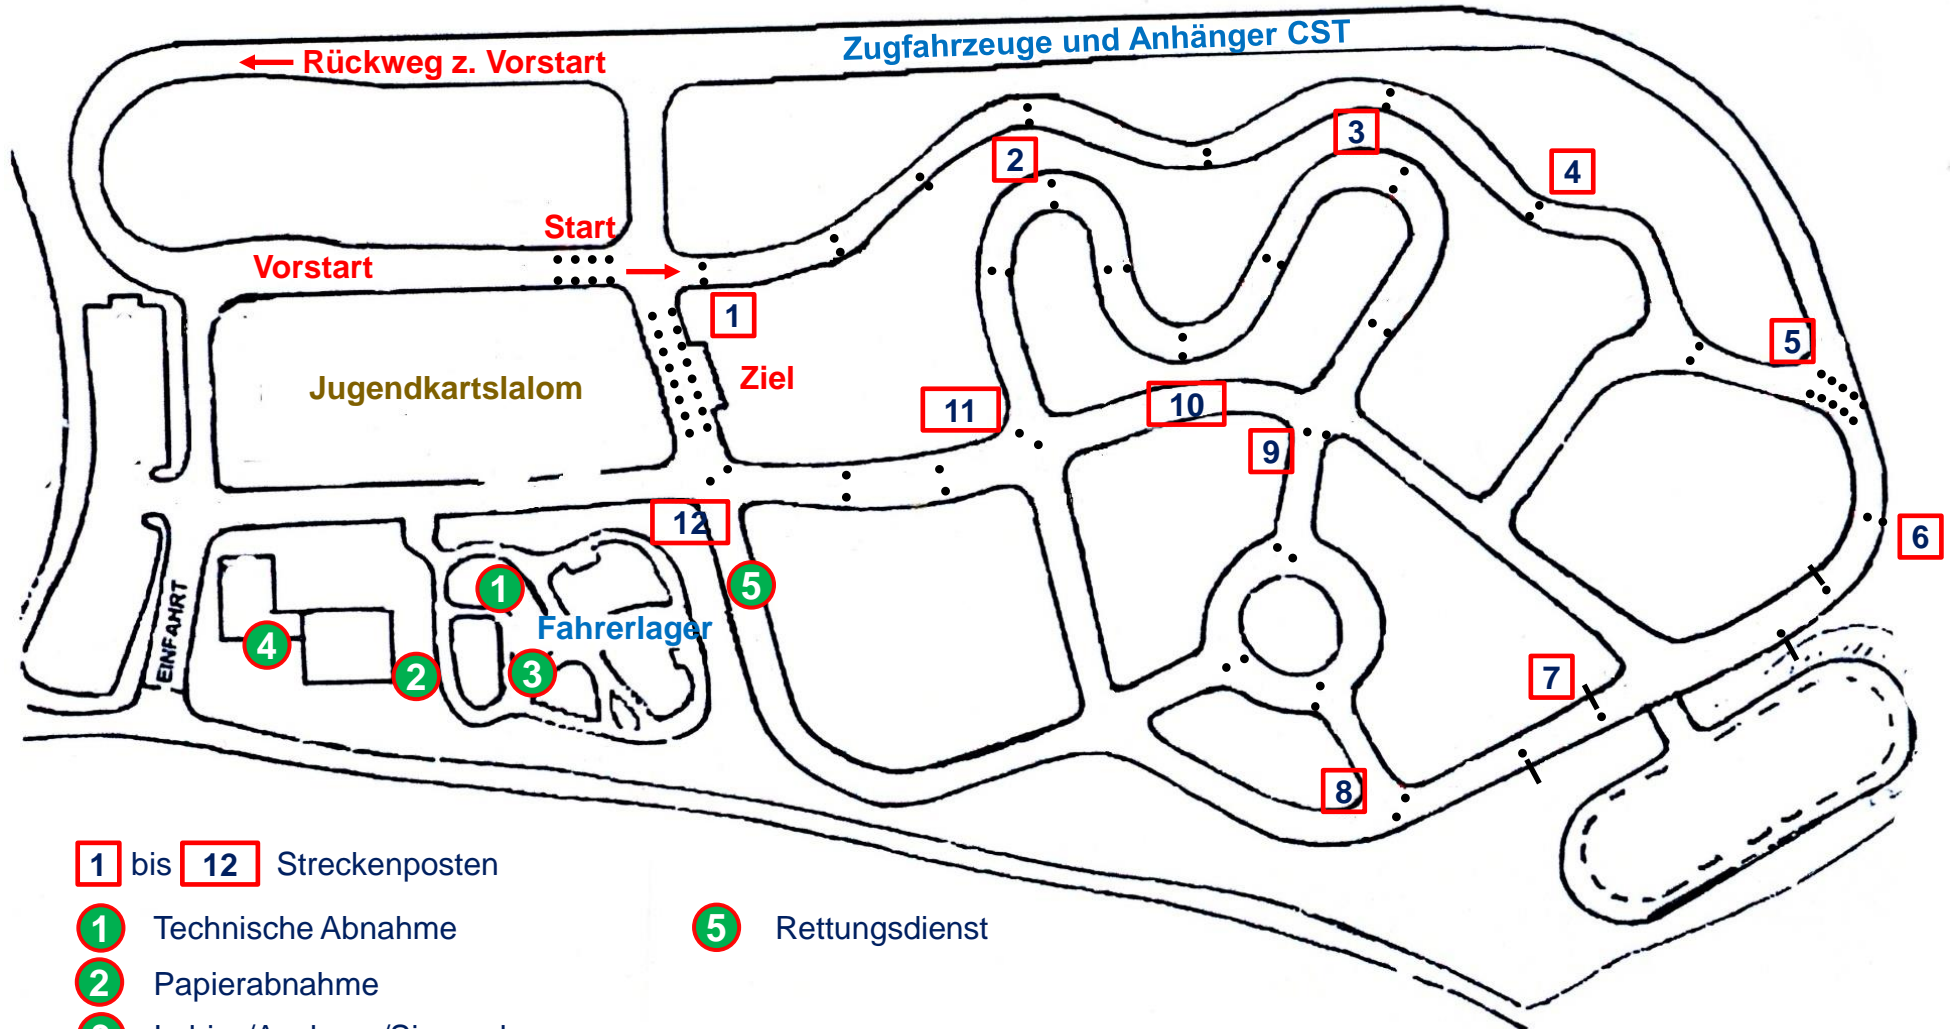 Zugfahrzeuge und Anhänger CST
Rückweg z. Vorstart
3
2
4
Start
Vorstart
1
5
Ziel
Jugendkartslalom
11
10
9
12
6
1
5
EINFAHRT
Fahrerlager
4
2
3
7
8
1 bis 12 Streckenposten
1 Technische Abnahme
5 Rettungsdienst
2 Papierabnahme